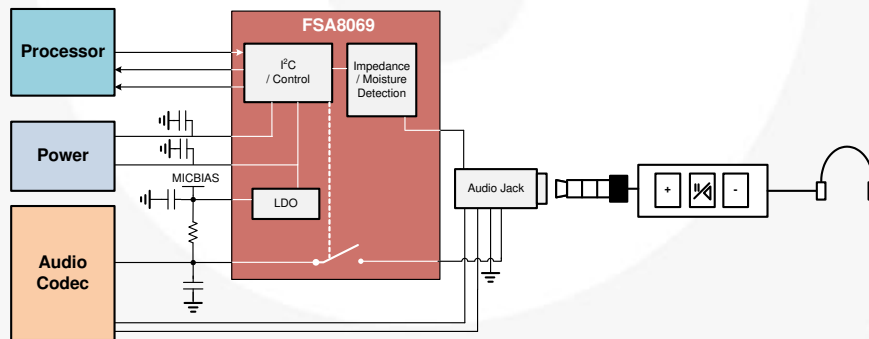 FSA8069
Processor
I²C
/ Control
Impedance
/ Moisture
Detection
Power
MICBIAS
LDO
Audio Jack
+
-
Audio
Codec